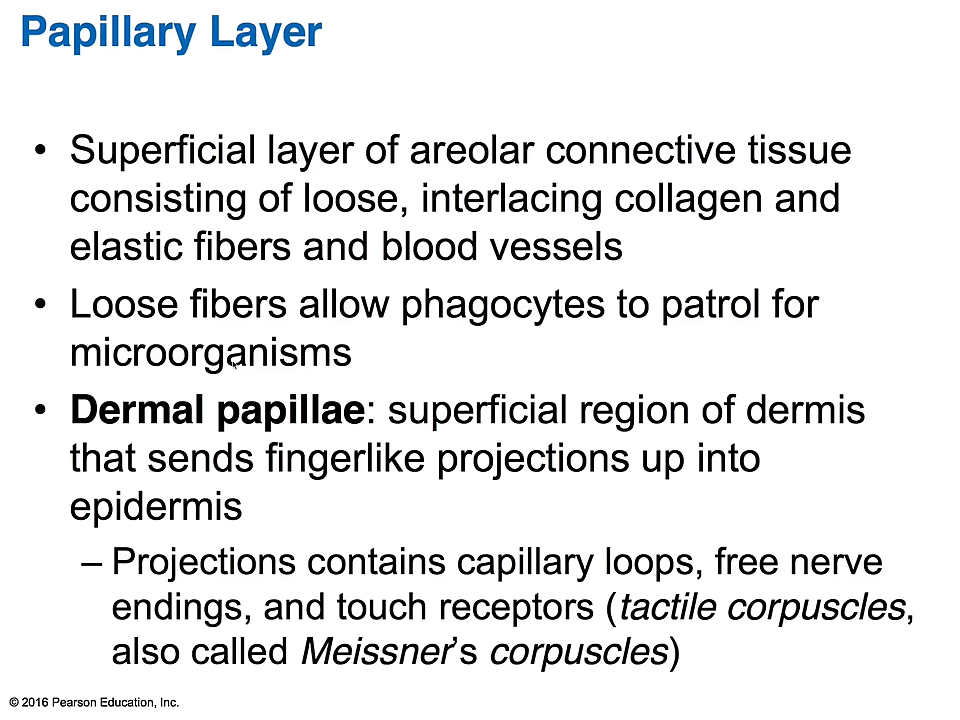 Papillary Layer
• Superficial layer of areolar connective tissue
consisting of loose, interlacing collagen and
elastic fibers and blood vessels
• Loose fibers allow phagocytes to patrol for
microorganisms
• Dermal papillae: superficial region of dermis
that sends fingerlike projections up into
epidermis
– Projections contains capillary loops, free nerve
endings, and touch receptors (tactile corpuscles,
also called Meissner’s corpuscles)
© 2016 Pearson Education, Inc.